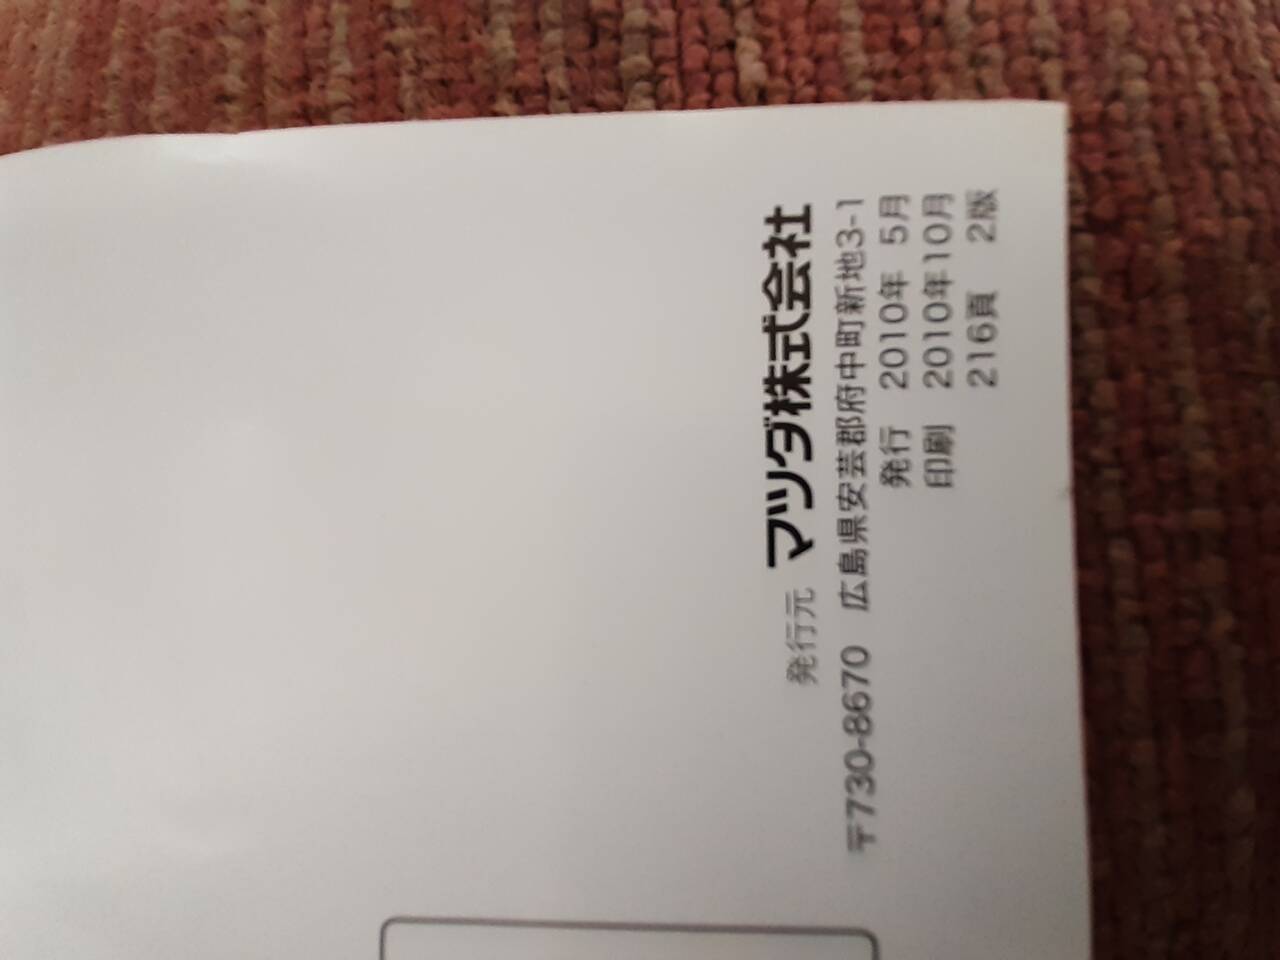 発行元 マツダ株式会社
〒730-8670 広島県安芸郡府中町新地3-1
発行 2010年 5月
印刷 2010年10月
216頁 2版